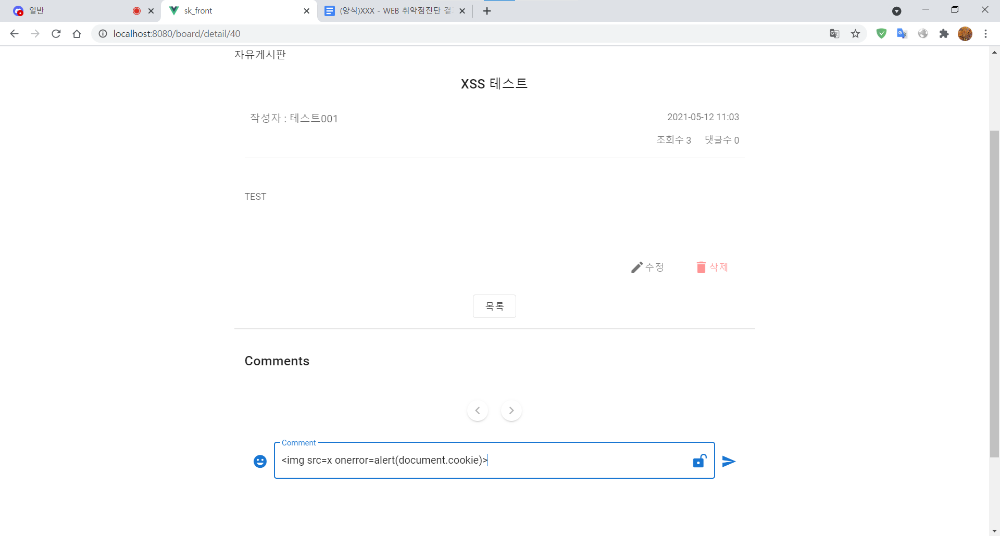 일반
sk_front
(양식)XXX - WEB 취약점진단 결
localhost:8080/board/detail/40
자유게시판
XSS 테스트
작성자 : 테스트001
2021-05-12 11:03
조회수 3 댓글수 0
TEST
수정 삭제
목록
Comments
Comment
<img src=x onerror=alert(document.cookie)>